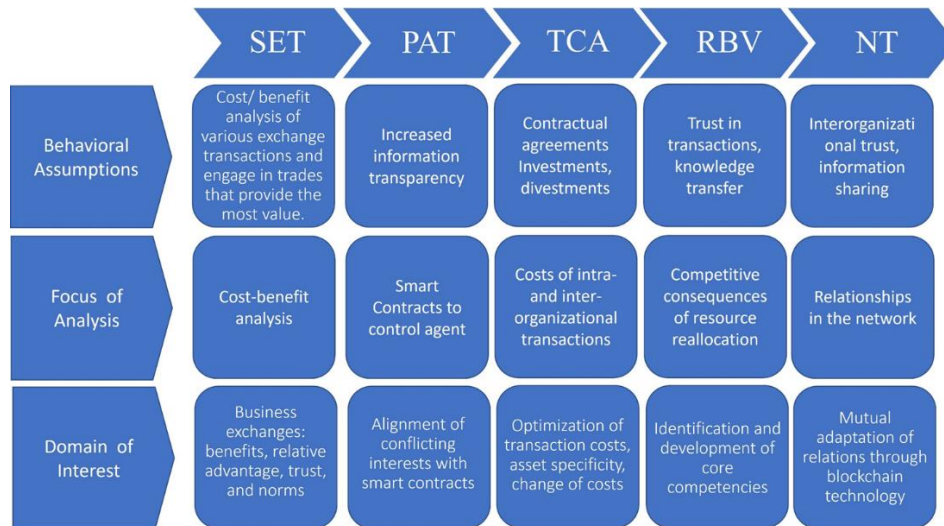 SET
PAT
TCA
RBV
NT
Behavioral
Assumptions
Cost/ benefit
analysis of
various exchange
transactions and
engage in trades
that provide the
most value.
Increased
information
transparency
Contractual
agreements
Investments,
divestments
Trust in
transactions,
knowledge
transfer
Interorganizati
onal trust,
information
sharing
Focus of
Analysis
Cost-benefit
analysis
Smart
Contracts to
control agent
Costs of intra-
and inter-
organizational
transactions
Competitive
consequences
of resource
reallocation
Relationships
in the network
Domain of
Interest
Business
exchanges:
benefits, relative
advantage, trust,
and norms
Alignment of
conflicting
interests with
smart contracts
Optimization of
transaction costs,
asset specificity,
change of costs
Identification and
development of
core
competencies
Mutual
adaptation of
relations through
blockchain
technology